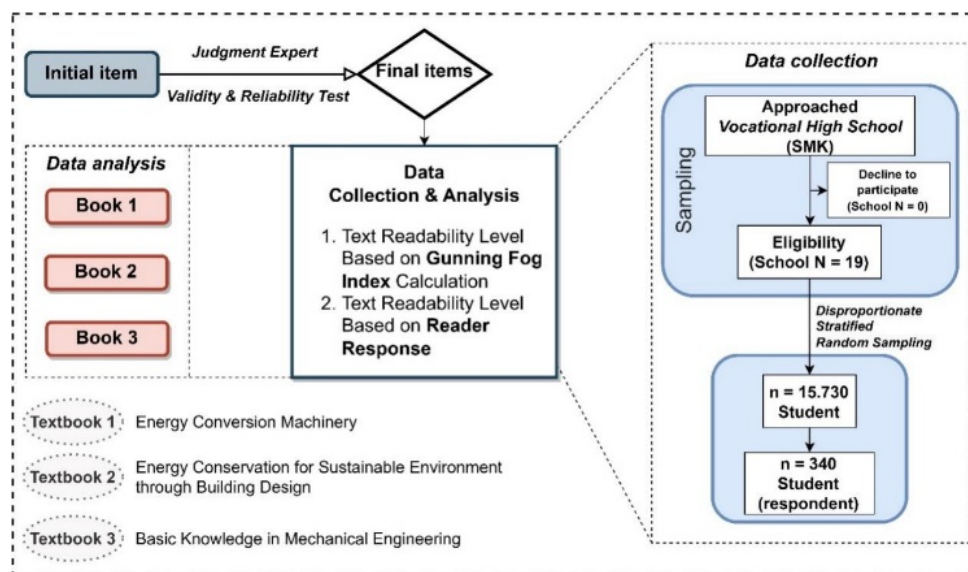 Initial item
Judgment Expert
Validity & Reliability Test
Final items
Data analysis
Book 1
Book 2
Book 3
Data
Collection & Analysis
1. Text Readability Level
Based on Gunning Fog
Index Calculation
2. Text Readability Level
Based on Reader
Response
Textbook 1
Energy Conversion Machinery
Textbook 2
Energy Conservation for Sustainable Environment
through Building Design
Textbook 3
Basic Knowledge in Mechanical Engineering
Data collection
Sampling
Approached
Vocational High School
(SMK)
Decline to
participate
(School N = 0)
Eligibility
(School N = 19)
Disproportionate
Stratified
Random Sampling
n = 15.730
Student
n = 340
Student
(respondent)